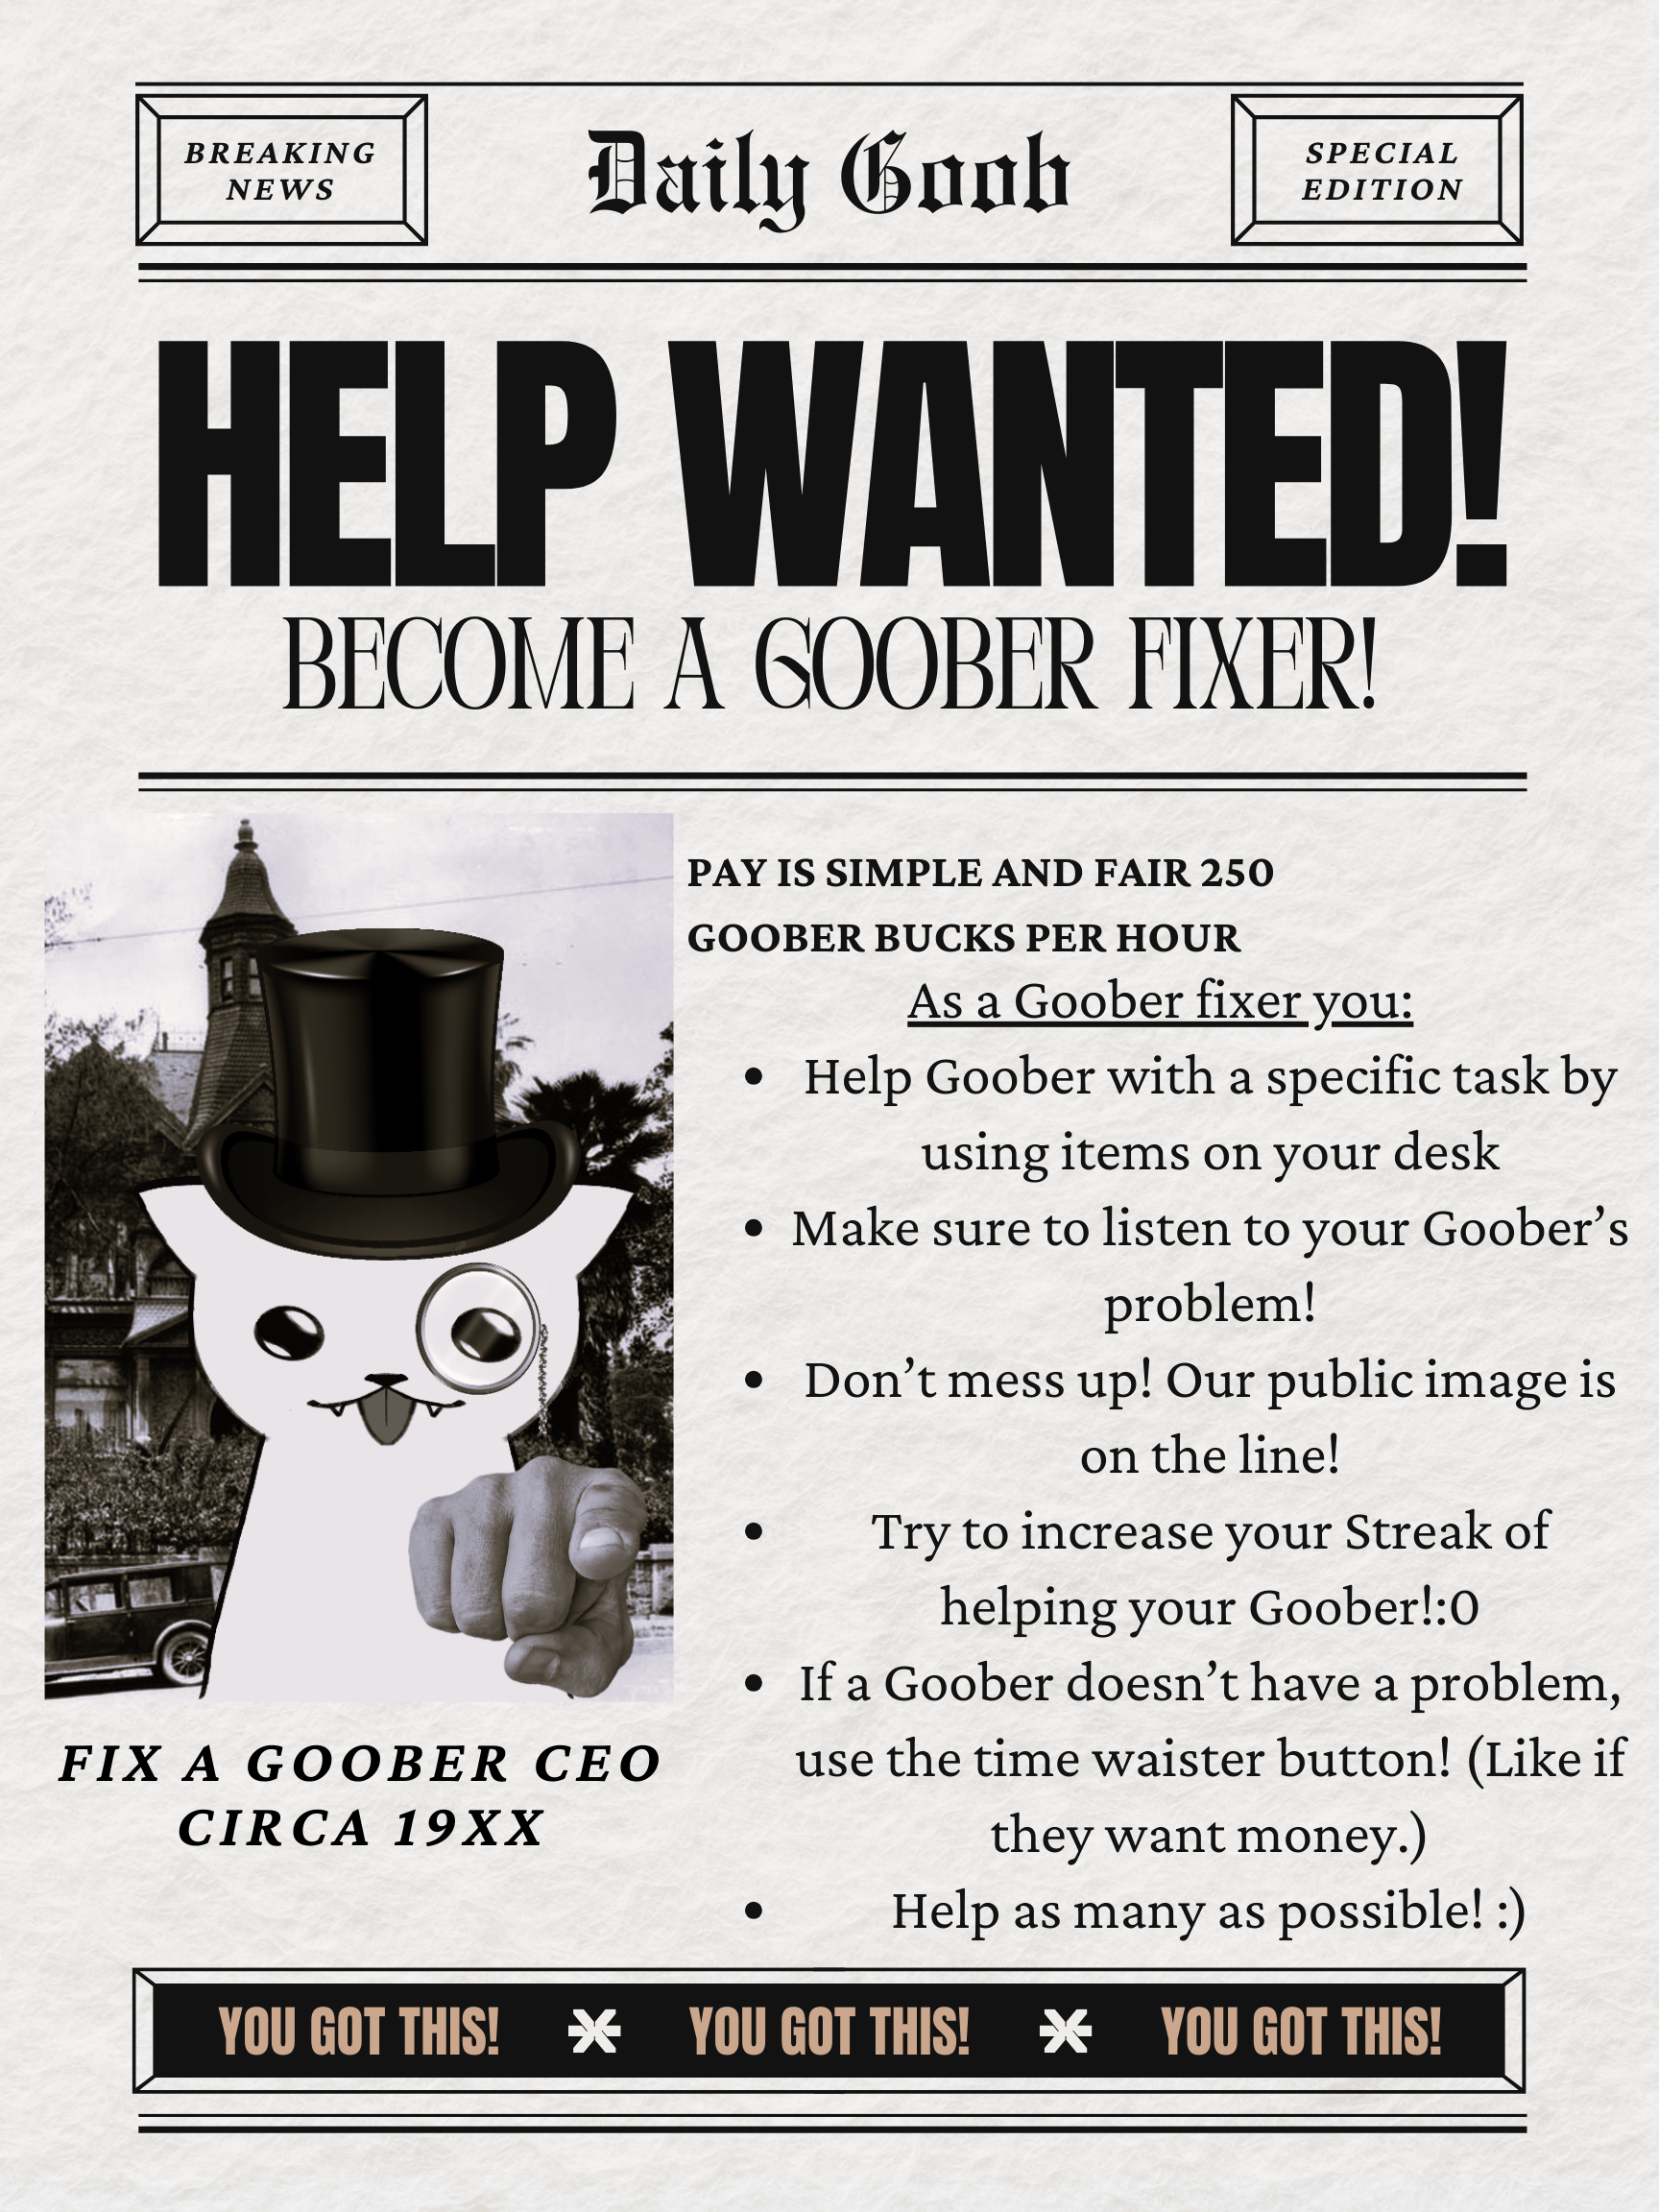 BREAKING
NEWS
Daily Goob
SPECIAL
EDITION
HELP WANTED!
BECOME A GOOBER FIXER!
PAY IS SIMPLE AND FAIR 250
GOOBER BUCKS PER HOUR
As a Goober fixer you:
• Help Goober with a specific task by
using items on your desk
• Make sure to listen to your Goober’s
problem!
• Don’t mess up! Our public image is
on the line!
• Try to increase your Streak of
helping your Goober!:0
• If a Goober doesn’t have a problem,
use the time waister button! (Like if
they want money.)
• Help as many as possible! :)
FIX A GOOBER CEO
CIRCA 19XX
YOU GOT THIS! YOU GOT THIS! YOU GOT THIS!